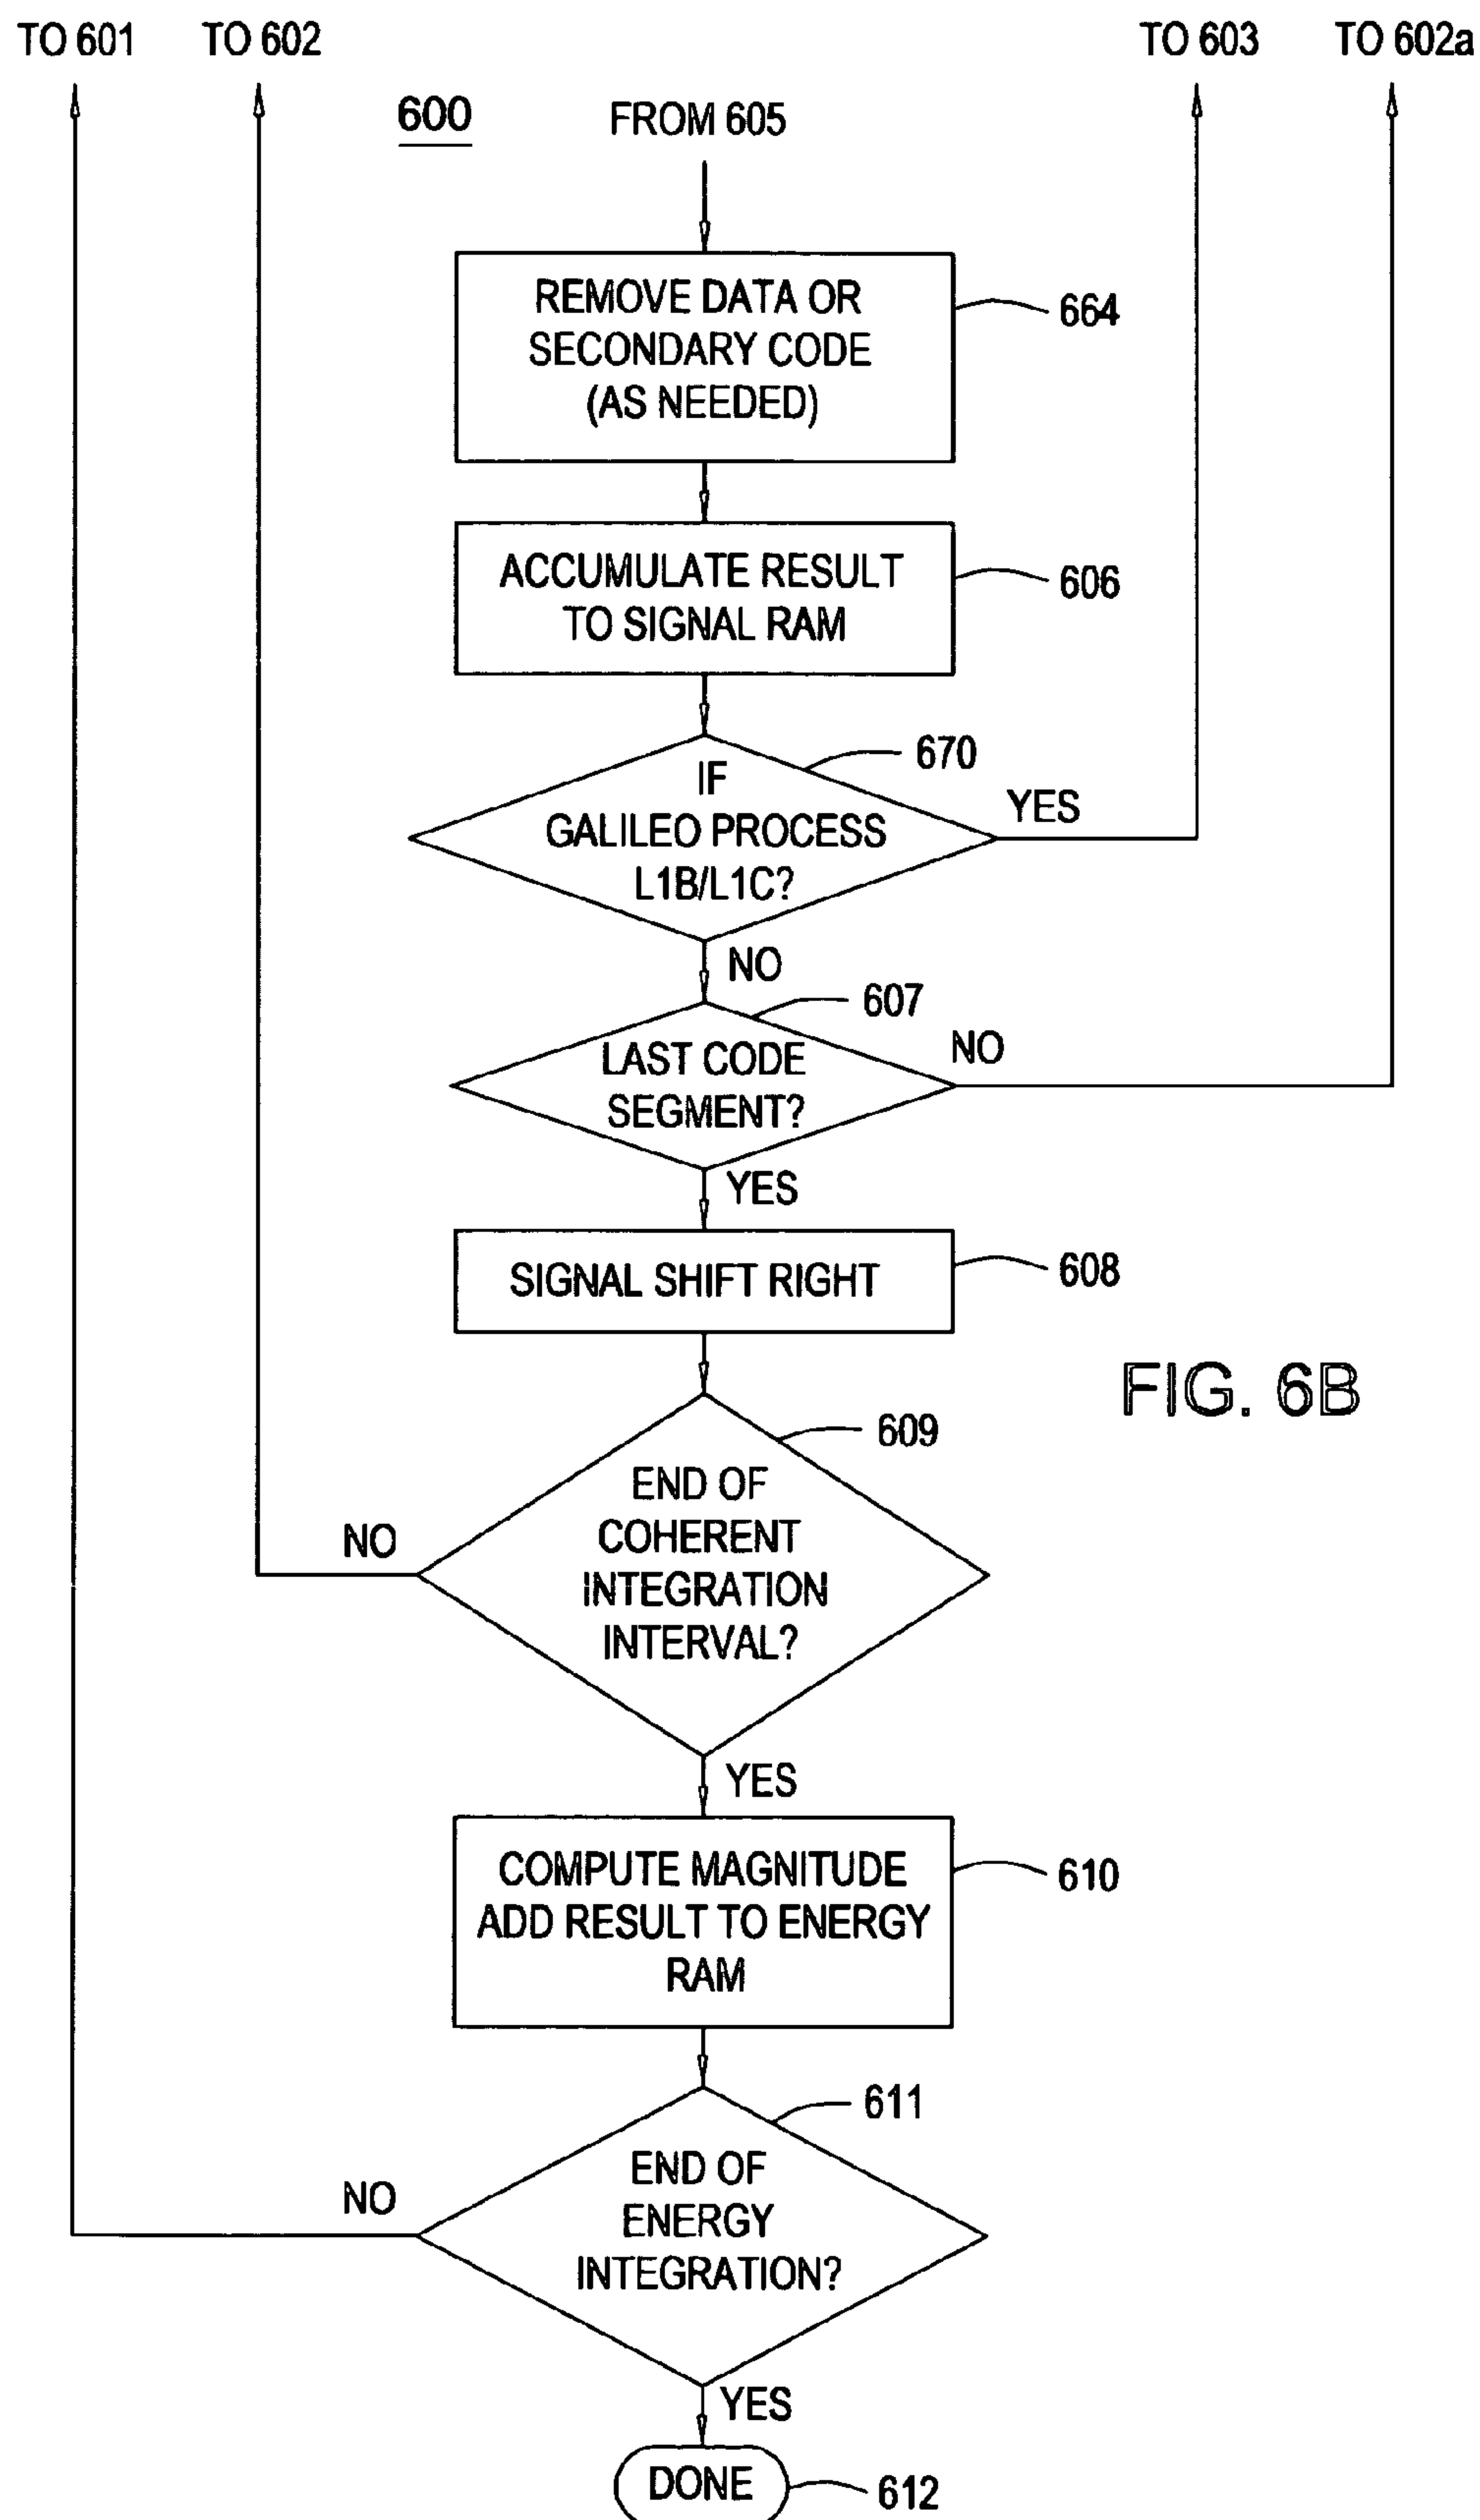 TO 601
TO 602
TO 603
TO 602a
600
FROM 605
REMOVE DATA OR
SECONDARY CODE
(AS NEEDED)
664
ACCUMULATE RESULT
TO SIGNAL RAM
606
670
IF
GALILEO PROCESS
L1B/L1C?
YES
NO
607
LAST CODE
SEGMENT?
NO
YES
SIGNAL SHIFT RIGHT
608
FIG. 6B
609
END OF
COHERENT
INTEGRATION
INTERVAL?
NO
YES
COMPUTE MAGNITUDE
ADD RESULT TO ENERGY
RAM
610
611
END OF
ENERGY
INTEGRATION?
NO
YES
DONE
612